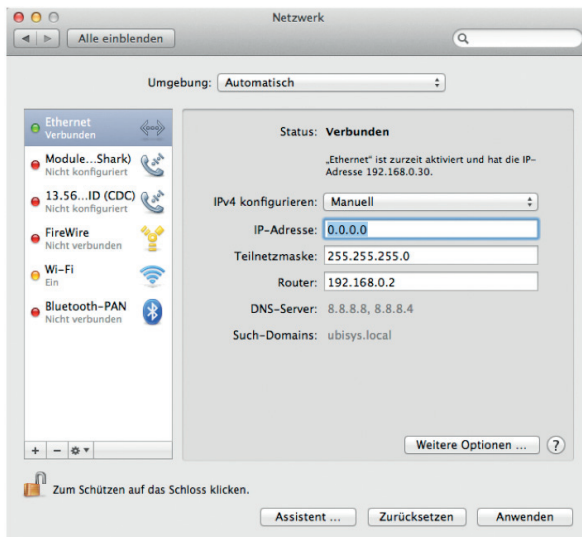 Netzwerk
Alle einblenden
Umgebung: Automatisch
Ethernet
Verbunden
Module...Shark)
Nicht konfiguriert
13.56...ID (CDC)
Nicht konfiguriert
FireWire
Nicht verbunden
Wi-Fi
Ein
Bluetooth-PAN
Nicht verbunden
Status: Verbunden
„Ethernet“ ist zurzeit aktiviert und hat die IP-
Adresse 192.168.0.30.
IPv4 konfigurieren: Manuell
IP-Adresse: 0.0.0.0
Teilnetzmaske: 255.255.255.0
Router: 192.168.0.2
DNS-Server: 8.8.8.8, 8.8.8.4
Such-Domains: ubisys.local
Weitere Optionen ... ?
Zum Schützen auf das Schloss klicken.
Assistent ... Zurücksetzen Anwenden